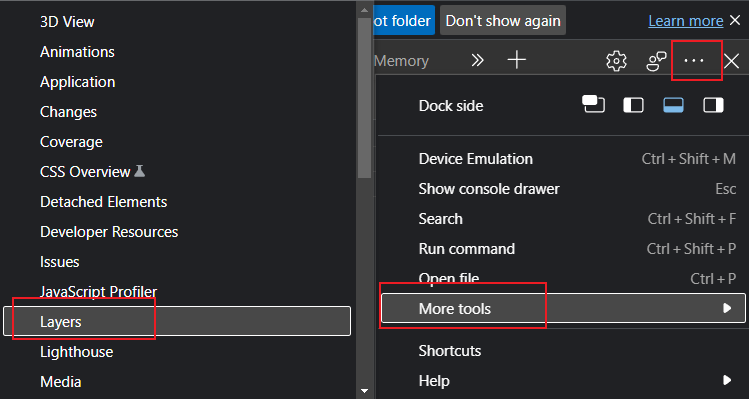 3D View
Animations
Application
Changes
Coverage
CSS Overview
Detached Elements
Developer Resources
Issues
JavaScript Profiler
Layers
Lighthouse
Media
ot folder
Don't show again
Learn more
Memory
Dock side
Device Emulation Ctrl + Shift + M
Show console drawer Esc
Search Ctrl + Shift + F
Run command Ctrl + Shift + P
Open file Ctrl + P
More tools
Shortcuts
Help